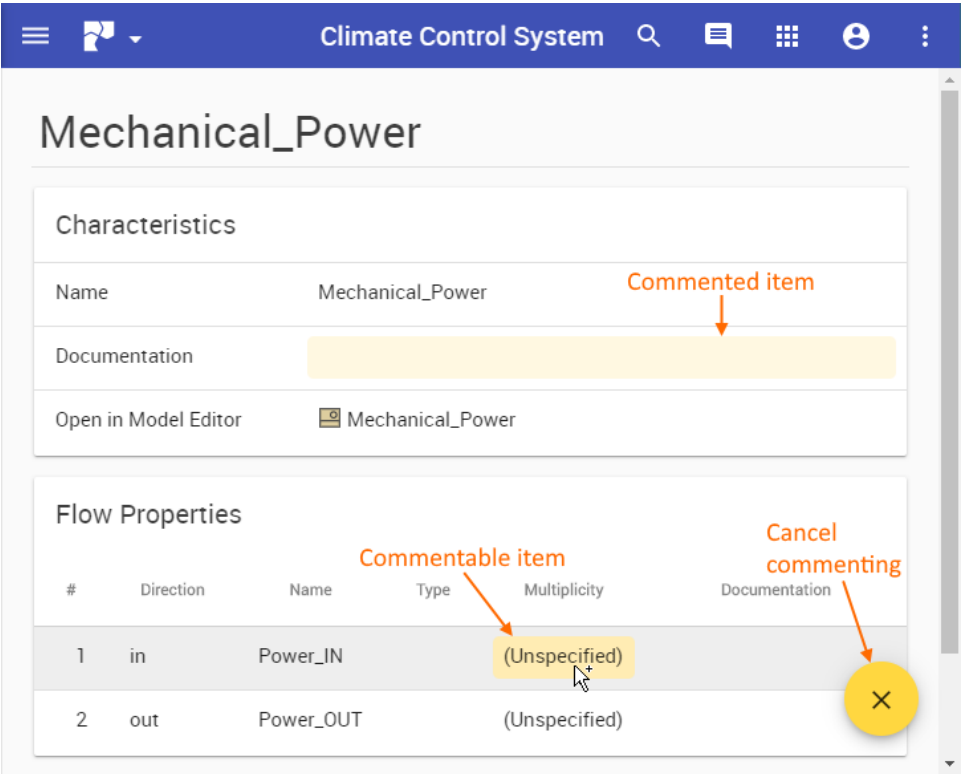 Climate Control System
Mechanical_Power
Characteristics
Name Mechanical_Power
Commented item
Documentation
Open in Model Editor Mechanical_Power
Flow Properties
Cancel
commenting
Commentable item
# Direction Name Type Multiplicity Documentation
1 in Power_IN (Unspecified)
2 out Power_OUT (Unspecified)